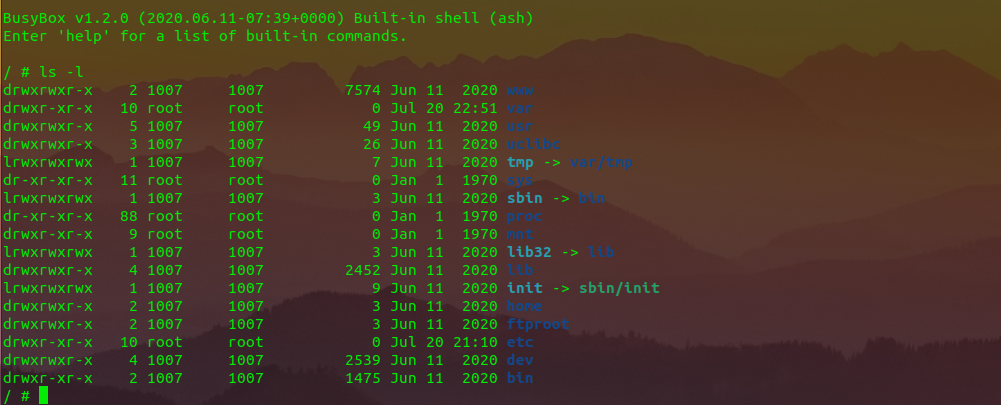 BusyBox v1.2.0 (2020.06.11-07:39+0000) Built-in shell (ash)
Enter 'help' for a list of built-in commands.
/ # ls -l
drwxrwxr-x    2 1007     1007         7574 Jun 11  2020 www
drwxr-xr-x   10 root     root            0 Jul 20 22:51 var
drwxrwxr-x    5 1007     1007           49 Jun 11  2020 usr
drwxrwxr-x    3 1007     1007           26 Jun 11  2020 uclibc
lrwxrwxrwx    1 1007     1007            7 Jun 11  2020 tmp -> var/tmp
dr-xr-xr-x   11 root     root            0 Jan  1  1970 sys
lrwxrwxrwx    1 1007     1007            3 Jun 11  2020 sbin -> bin
dr-xr-xr-x   88 root     root            0 Jan  1  1970 proc
drwxr-xr-x    9 root     root            0 Jan  1  1970 mnt
lrwxrwxrwx    1 1007     1007            3 Jun 11  2020 lib32 -> lib
drwxrwxr-x    4 1007     1007         2452 Jun 11  2020 lib
lrwxrwxrwx    1 1007     1007            9 Jun 11  2020 init -> sbin/init
drwxrwxr-x    2 1007     1007            3 Jun 11  2020 home
drwxrwxr-x    2 1007     1007            3 Jun 11  2020 ftproot
drwxr-xr-x   10 root     root            0 Jul 20 21:10 etc
drwxrwxr-x    4 1007     1007         2539 Jun 11  2020 dev
drwxr-xr-x    2 1007     1007         1475 Jun 11  2020 bin
/ #